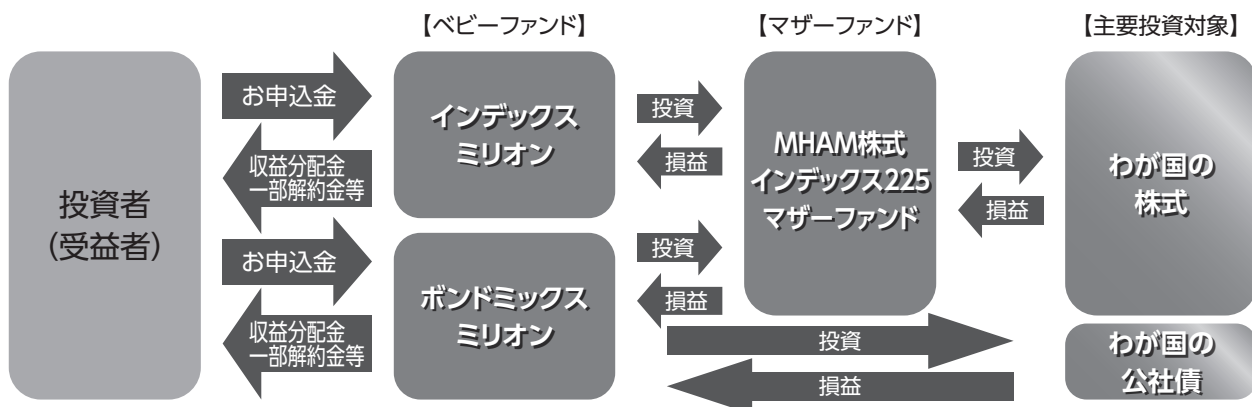 【ベビーファンド】
【マザーファンド】
【主要投資対象】
投資者
(受益者)
お申込金
収益分配金
一部解約金等
お申込金
収益分配金
一部解約金等
インデックス
ミリオン
ボンドミックス
ミリオン
投資
損益
投資
損益
MHAM株式
インデックス225
マザーファンド
投資
損益
投資
損益
わが国の
株式
わが国の
公社債